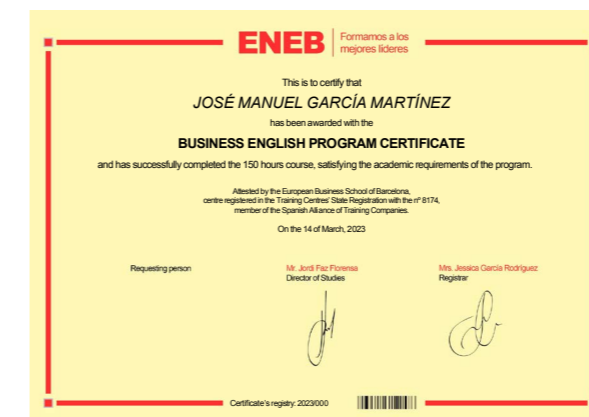 ENEB
Formamos a los
mejores líderes
This is to certify that
JOSÉ MANUEL GARCÍA MARTÍNEZ
has been awarded with the
BUSINESS ENGLISH PROGRAM CERTIFICATE
and has successfully completed the 150 hours course, satisfying the academic requirements of the program.
Attested by the European Business School of Barcelona,
centre registered in the Training Centres' State Registration with the nº 8174,
member of the Spanish Alliance of Training Companies.
On the 14 of March, 2023
Requesting person
Mr. Jordi Faz Florensa
Director of Studies
Mrs. Jessica García Rodríguez
Registrar
Certificate's registry: 2023/000